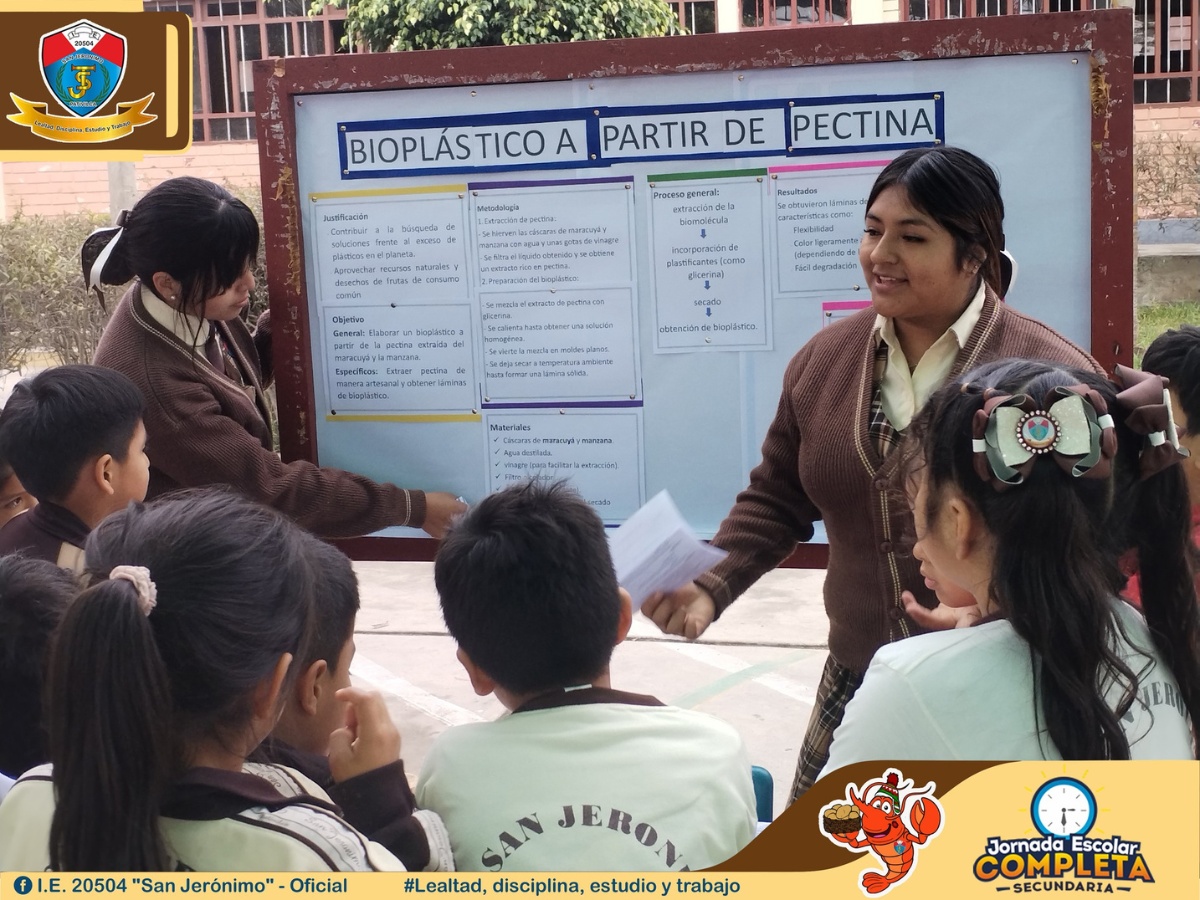 20504
SAN JERONIMO
PATIVILCA
Lealtad, Disciplina, Estudio y Trabajo
BIOPLÁSTICO A PARTIR DE PECTINA
Justificación
Contribuir a la búsqueda de
soluciones frente al exceso de
plásticos en el planeta.
Aprovechar recursos naturales y
desechos de frutas de consumo
común
Objetivo
General: Elaborar un bioplástico a
partir de la pectina extraída del
maracuyá y la manzana.
Específicos: Extraer pectina de
manera artesanal y obtener láminas
de bioplástico.
Metodología
1. Extracción de pectina.
- Se hierven las cáscaras de maracuyá y
manzana con agua y unas gotas de vinagre
- Se filtra el líquido obtenido y se obtiene
un extracto rico en pectina.
2. Preparación del bioplástico:
- Se mezcla el extracto de pectina con
glicerina.
- Se calienta hasta obtener una solución
homogénea.
- Se vierte la mezcla en moldes planos.
- Se deja secar a temperatura ambiente
hasta formar una lámina sólida.
Materiales
✓ Cáscaras de maracuyá y manzana.
✓ Agua destilada.
✓ vinagre (para facilitar la extracción)
✓ Filtro
secado
Proceso general:
extracción de la
biomolécula
incorporación de
plastificantes (como
glicerina)
secado
obtención de bioplástico.
Resultados
Se obtuvieron láminas de
características como:
Flexibilidad
Color ligeramente
(dependiendo de
Fácil degradación
SAN JERONI
N JERO
Jornada Escolar
COMPLETA
SECUNDARIA
I.E. 20504 "San Jerónimo" - Oficial
#Lealtad, disciplina, estudio y trabajo